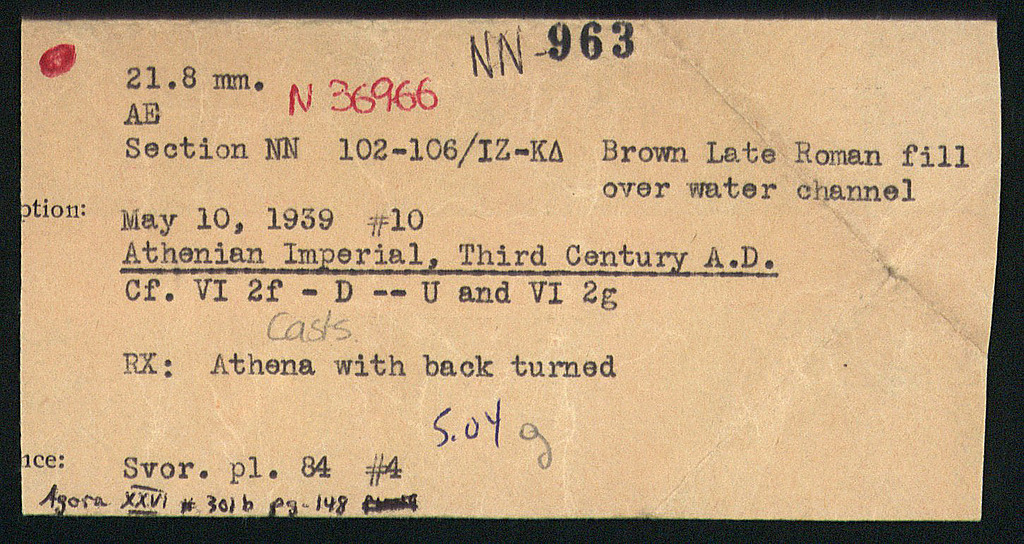 NN-963
21.8 mm.
N 36966
AE
Section NN 102-106/IZ-KΔ Brown Late Roman fill
over water channel
ption:
May 10, 1939 #10
Athenian Imperial, Third Century A.D.
Cf. VI 2f - D -- U and VI 2g
Casts.
RX: Athena with back turned
5.04 g
nce: Svor. pl. 84 #4
Agora XXVI # 301b pg-148